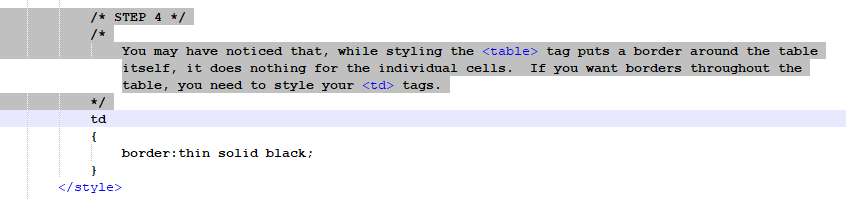 /* STEP 4 */
/*
You may have noticed that, while styling the <table> tag puts a border around the table
itself, it does nothing for the individual cells.  If you want borders throughout the
table, you need to style your <td> tags.
*/
td
{
border:thin solid black;
}
</style>